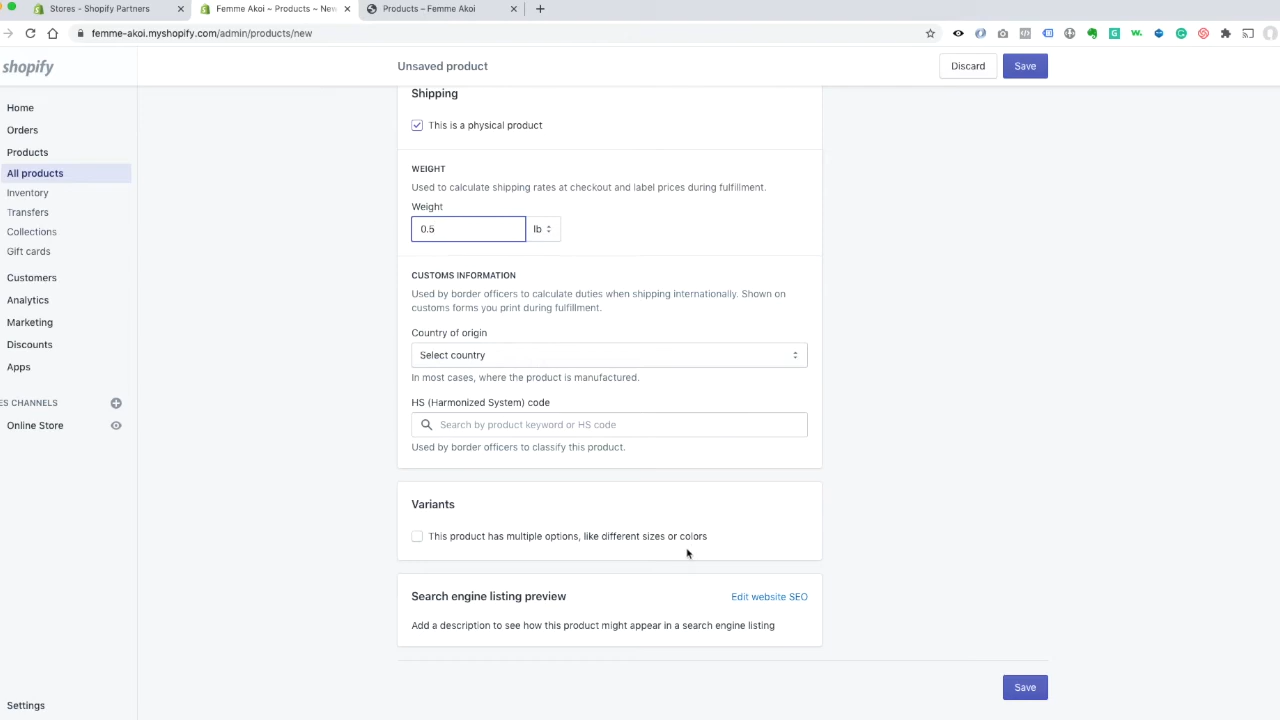 Stores - Shopify Partners
Femme Akoi ~ Products ~ New
Products – Femme Akoi
femme-akoi.myshopify.com/admin/products/new
shopify
Unsaved product
Discard
Save
Home
Orders
Products
All products
Inventory
Transfers
Collections
Gift cards
Customers
Analytics
Marketing
Discounts
Apps
ES CHANNELS
Online Store
Settings
Shipping
This is a physical product
WEIGHT
Used to calculate shipping rates at checkout and label prices during fulfillment.
Weight
0.5 lb
CUSTOMS INFORMATION
Used by border officers to calculate duties when shipping internationally. Shown on
customs forms you print during fulfillment.
Country of origin
Select country
In most cases, where the product is manufactured.
HS (Harmonized System) code
Search by product keyword or HS code
Used by border officers to classify this product.
Variants
This product has multiple options, like different sizes or colors
Search engine listing preview
Edit website SEO
Add a description to see how this product might appear in a search engine listing
Save